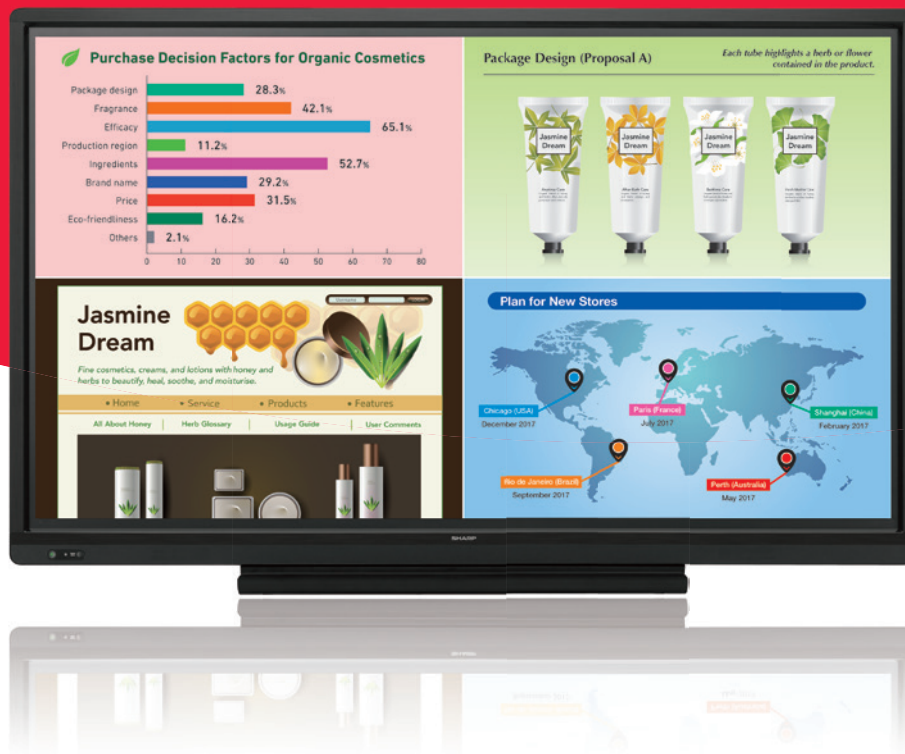 Purchase Decision Factors for Organic Cosmetics
Package design 28.3%
Fragrance 42.1%
Efficacy 65.1%
Production region 11.2%
Ingredients 52.7%
Brand name 29.2%
Price 31.5%
Eco-friendliness 16.2%
Others 2.1%
0 10 20 30 40 50 60 70 80
Package Design (Proposal A)
Each tube highlights a herb or flower
contained in the product.
Jasmine
Dream
Jasmine
Dream
Jasmine
Dream
Jasmine
Dream
Jasmine
Dream
Fine cosmetics, creams, and lotions with honey and
herbs to beautify, heal, soothe, and moisturise.
• Home • Service • Products • Features
All About Honey | Herb Glossary | Usage Guide | User Comments
Plan for New Stores
Chicago (USA)
December 2017
Paris (France)
July 2017
Shanghai (China)
February 2017
Rio de Janeiro (Brazil)
September 2017
Perth (Australia)
May 2017
SHARP